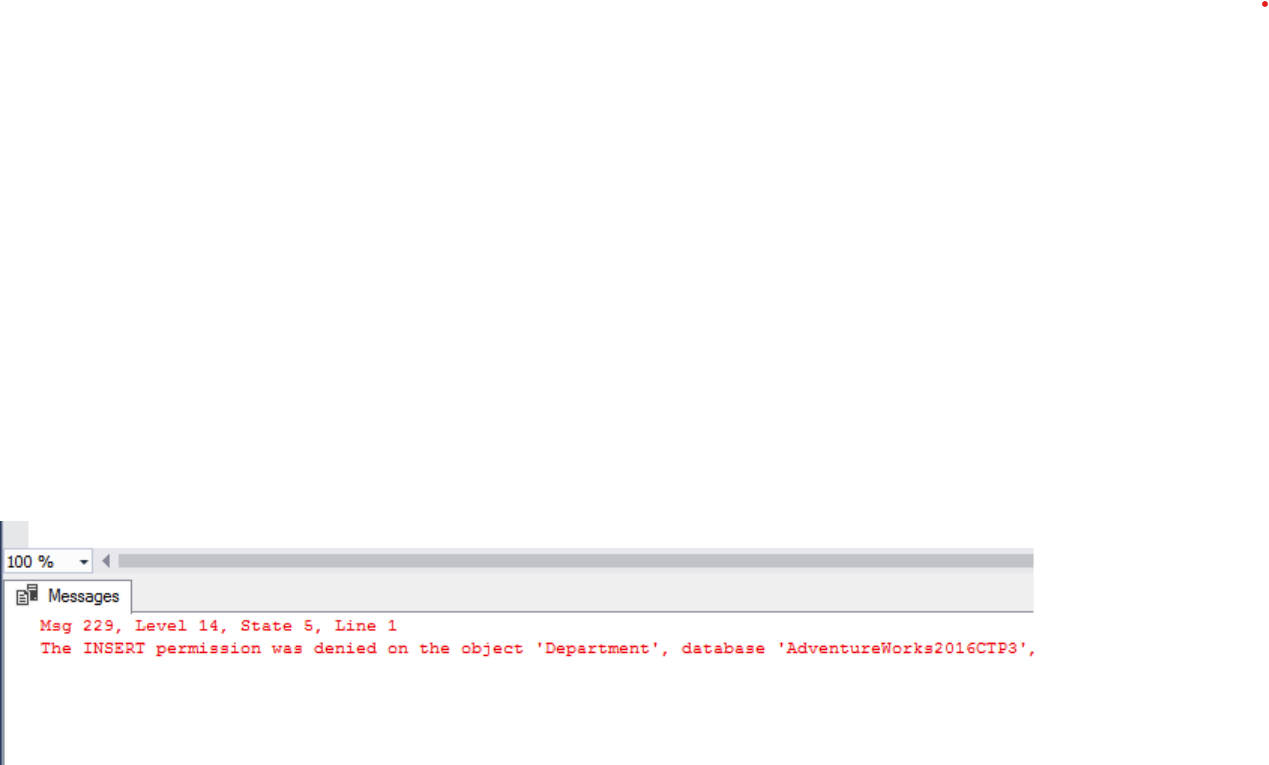 100 %
Messages
Msg 229, Level 14, State 5, Line 1
The INSERT permission was denied on the object 'Department', database 'AdventureWorks2016CTP3',